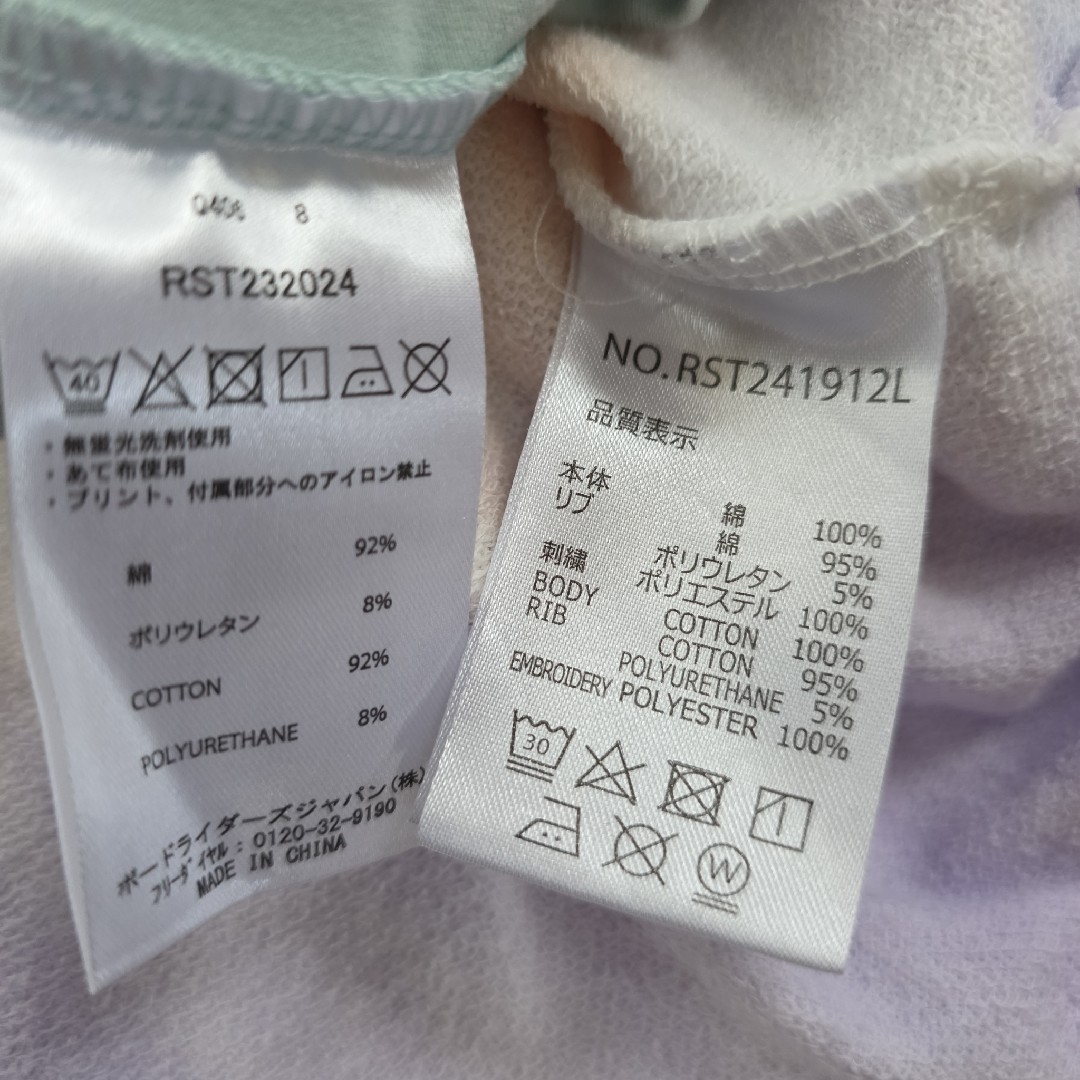 Q406 8
RST232024
40
・無蛍光洗剤使用
・あて布使用
・プリント、付属部分へのアイロン禁止
綿 92%
ポリウレタン 8%
COTTON 92%
POLYURETHANE 8%
ボードライダーズジャパン(株)
フリーダイヤル:0120-32-9190
MADE IN CHINA
NO.RST241912L
品質表示
本体 綿 100%
リブ 綿 95%
ポリウレタン 5%
刺繍 ポリエステル 100%
BODY COTTON 100%
RIB COTTON 95%
POLYURETHANE 5%
EMBROIDERY POLYESTER 100%
30
W